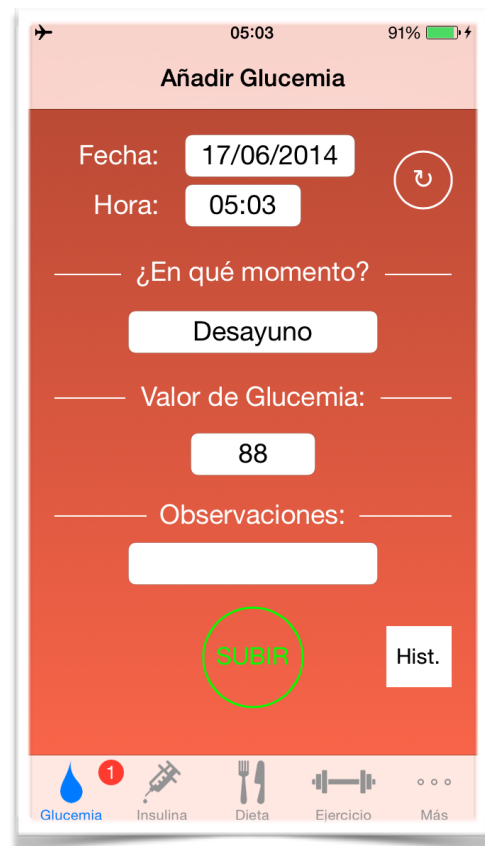 05:03 91%
Añadir Glucemia
Fecha: 17/06/2014
↻
Hora: 05:03
¿En qué momento?
Desayuno
Valor de Glucemia:
88
Observaciones:
SUBIR
Hist.
1
Glucemia Insulina Dieta Ejercicio Más